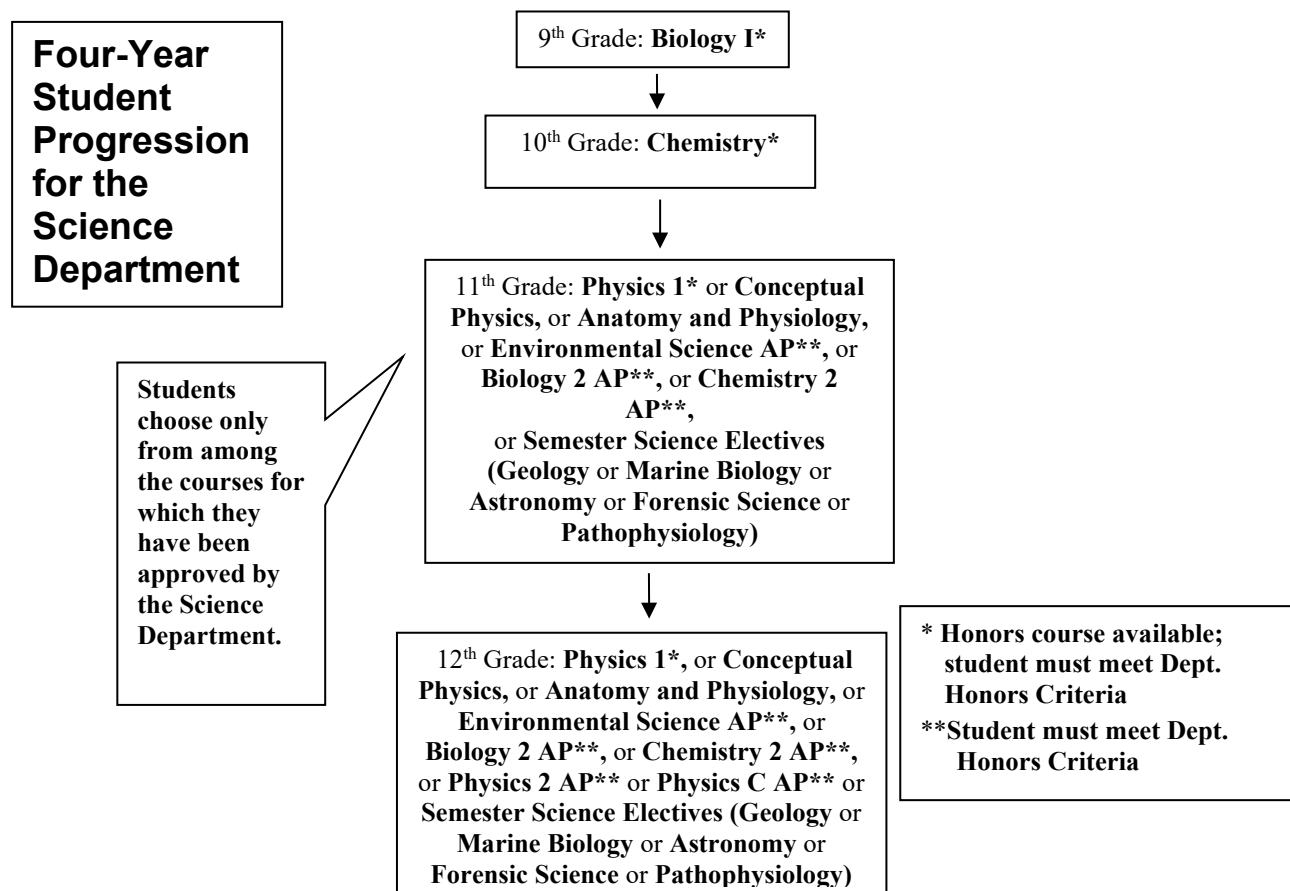 Four-Year
Student
Progression
for the
Science
Department
9th Grade: Biology I*
10th Grade: Chemistry*
11th Grade: Physics 1* or Conceptual
Physics, or Anatomy and Physiology,
or Environmental Science AP**, or
Biology 2 AP**, or Chemistry 2
AP**,
or Semester Science Electives
(Geology or Marine Biology or
Astronomy or Forensic Science or
Pathophysiology)
Students
choose only
from among
the courses for
which they
have been
approved by
the Science
Department.
12th Grade: Physics 1*, or Conceptual
Physics, or Anatomy and Physiology, or
Environmental Science AP**, or
Biology 2 AP**, or Chemistry 2 AP**,
or Physics 2 AP** or Physics C AP** or
Semester Science Electives (Geology or
Marine Biology or Astronomy or
Forensic Science or Pathophysiology)
* Honors course available;
student must meet Dept.
Honors Criteria
**Student must meet Dept.
Honors Criteria